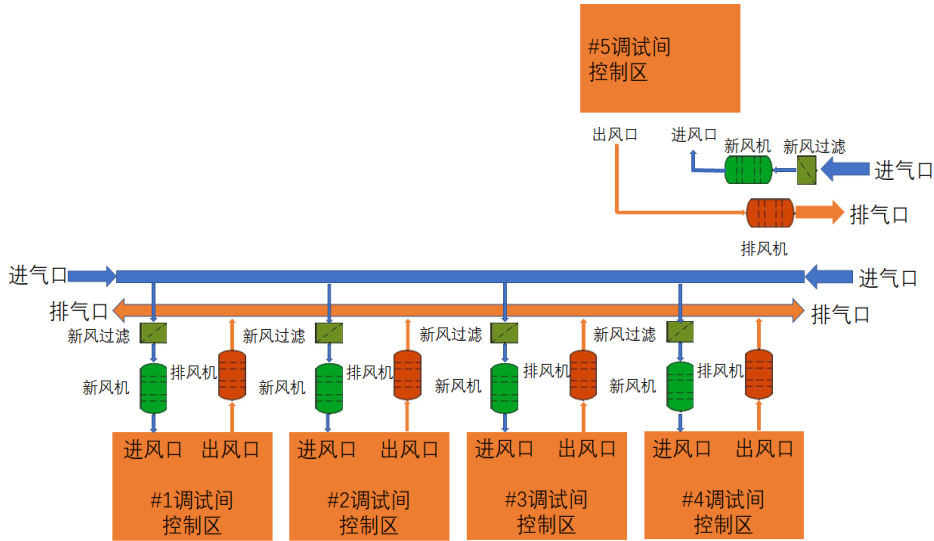 #5调试间
控制区
出风口
进风口
新风机
新风过滤
进气口
排气口
排风机
进气口
进气口
排气口
排气口
新风过滤
新风过滤
新风过滤
新风过滤
新风机
排风机
新风机
排风机
新风机
排风机
新风机
排风机
进风口 出风口
#1调试间
控制区
进风口 出风口
#2调试间
控制区
进风口 出风口
#3调试间
控制区
进风口 出风口
#4调试间
控制区